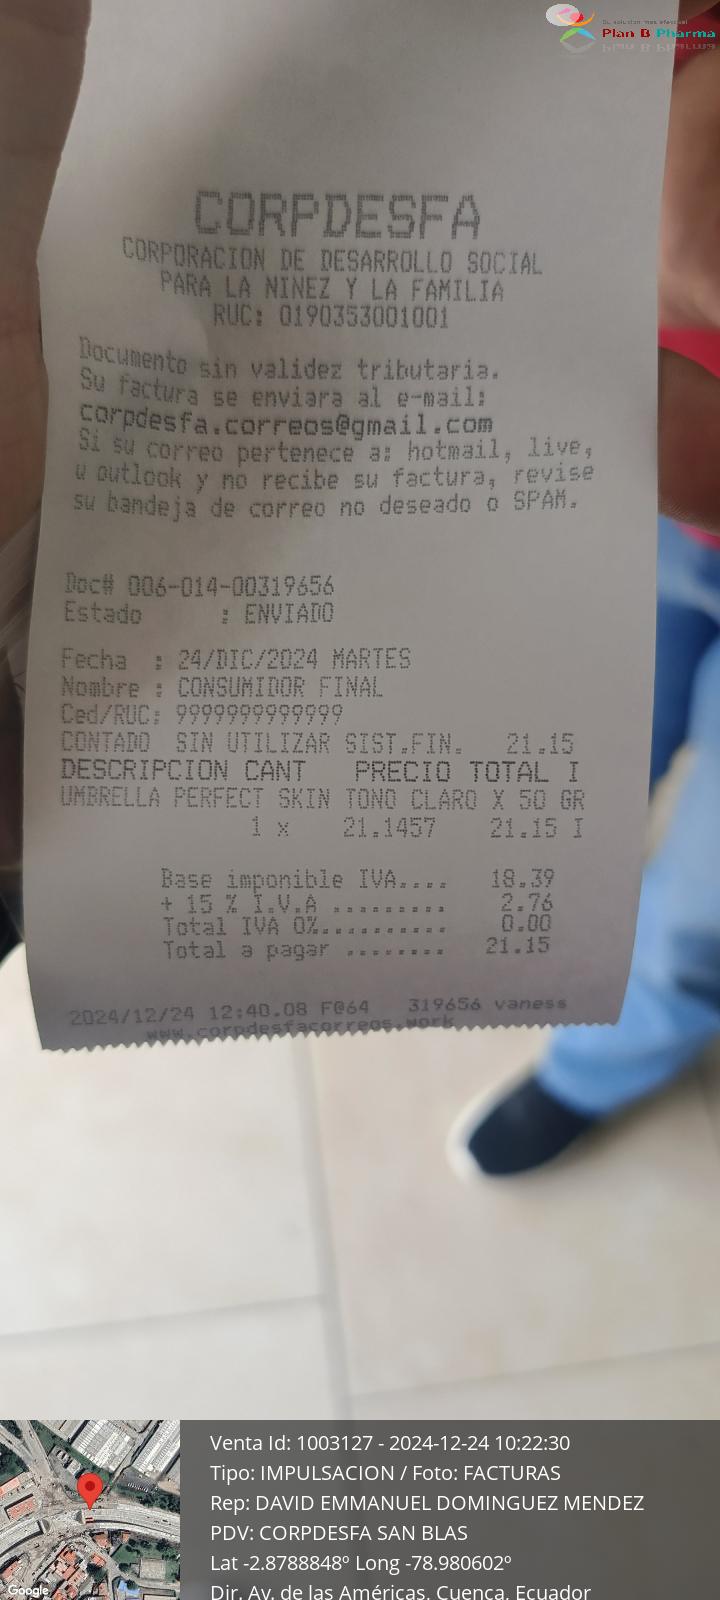 Su solucion mas efectiva!
Plan B Pharma
CORPDESFA
CORPORACION DE DESARROLLO SOCIAL
PARA LA NINEZ Y LA FAMILIA
RUC: 0190353001001
Documento sin validez tributaria.
Su factura se enviara al e-mail:
corpdesfa.correos@gmail.com
Si su correo pertenece a: hotmail, live,
u outlook y no recibe su factura, revise
su bandeja de correo no deseado o SPAM.
Doc# 006-014-00319656
Estado : ENVIADO
Fecha : 24/DIC/2024 MARTES
Nombre : CONSUMIDOR FINAL
Ced/RUC: 9999999999999
CONTADO SIN UTILIZAR SIST.FIN. 21.15
DESCRIPCION CANT PRECIO TOTAL I
UMBRELLA PERFECT SKIN TONO CLARO X 50 GR
1 x 21.1457 21.15 I
Base imponible IVA.... 18.39
+ 15 % I.V.A ......... 2.76
Total IVA 0%.......... 0.00
Total a pagar ........ 21.15
2024/12/24 12:40.08 F@64 319656 vaness
www.corpdesfacorreos.work
Venta Id: 1003127 - 2024-12-24 10:22:30
Tipo: IMPULSACION / Foto: FACTURAS
Rep: DAVID EMMANUEL DOMINGUEZ MENDEZ
PDV: CORPDESFA SAN BLAS
Lat -2.8788848º Long -78.980602º
Dir. Av. de las Américas, Cuenca, Ecuador
Google